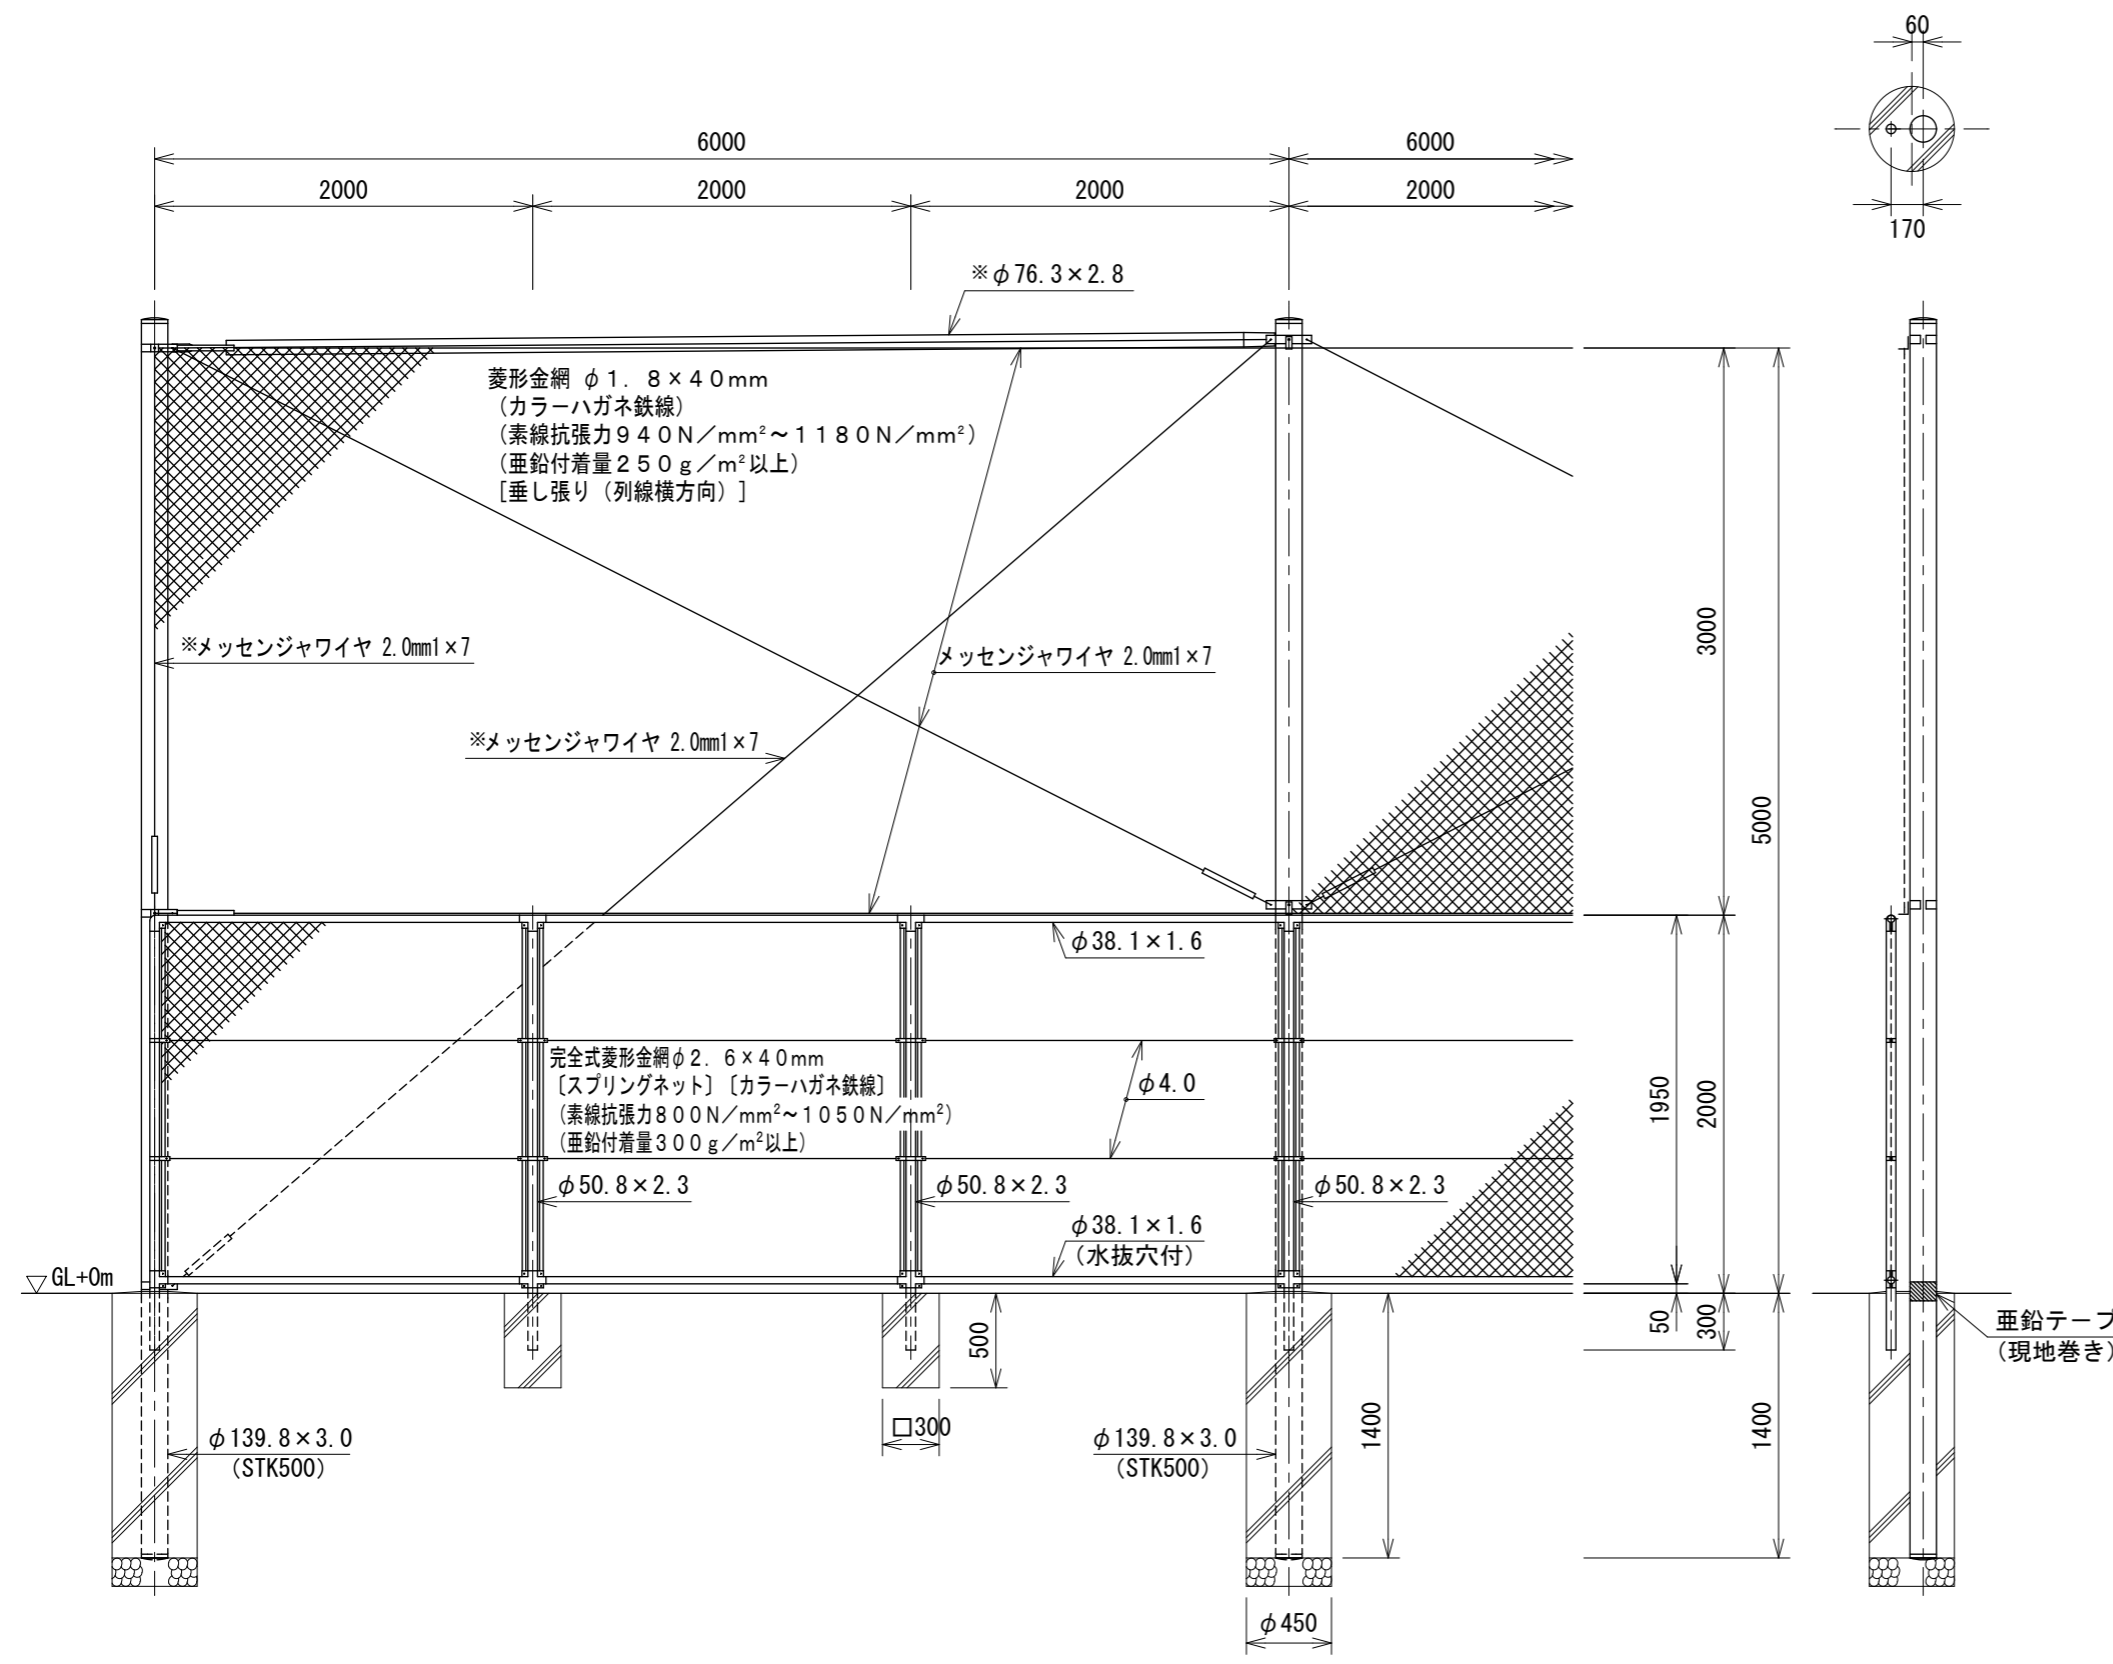 60
6000
6000
2000
2000
2000
2000
170
※φ76.3×2.8
菱形金網 φ1.8×40mm
(カラーハガネ鉄線)
(素線抗張力940N/mm²～1180N/mm²)
(亜鉛付着量250g/m²以上)
[垂し張り(列線横方向)]
※メッセンジャワイヤ 2.0mm1×7
メッセンジャワイヤ 2.0mm1×7
※メッセンジャワイヤ 2.0mm1×7
3000
5000
φ38.1×1.6
完全式菱形金網φ2.6×40mm
〔スプリングネット〕〔カラーハガネ鉄線〕
(素線抗張力800N/mm²～1050N/mm²)
(亜鉛付着量300g/m²以上)
φ4.0
1950
2000
φ50.8×2.3
φ50.8×2.3
φ50.8×2.3
φ38.1×1.6
(水抜穴付)
GL+0m
50
300
500
亜鉛テープ
(現地巻き)
□300
φ139.8×3.0
(STK500)
φ139.8×3.0
(STK500)
1400
1400
φ450